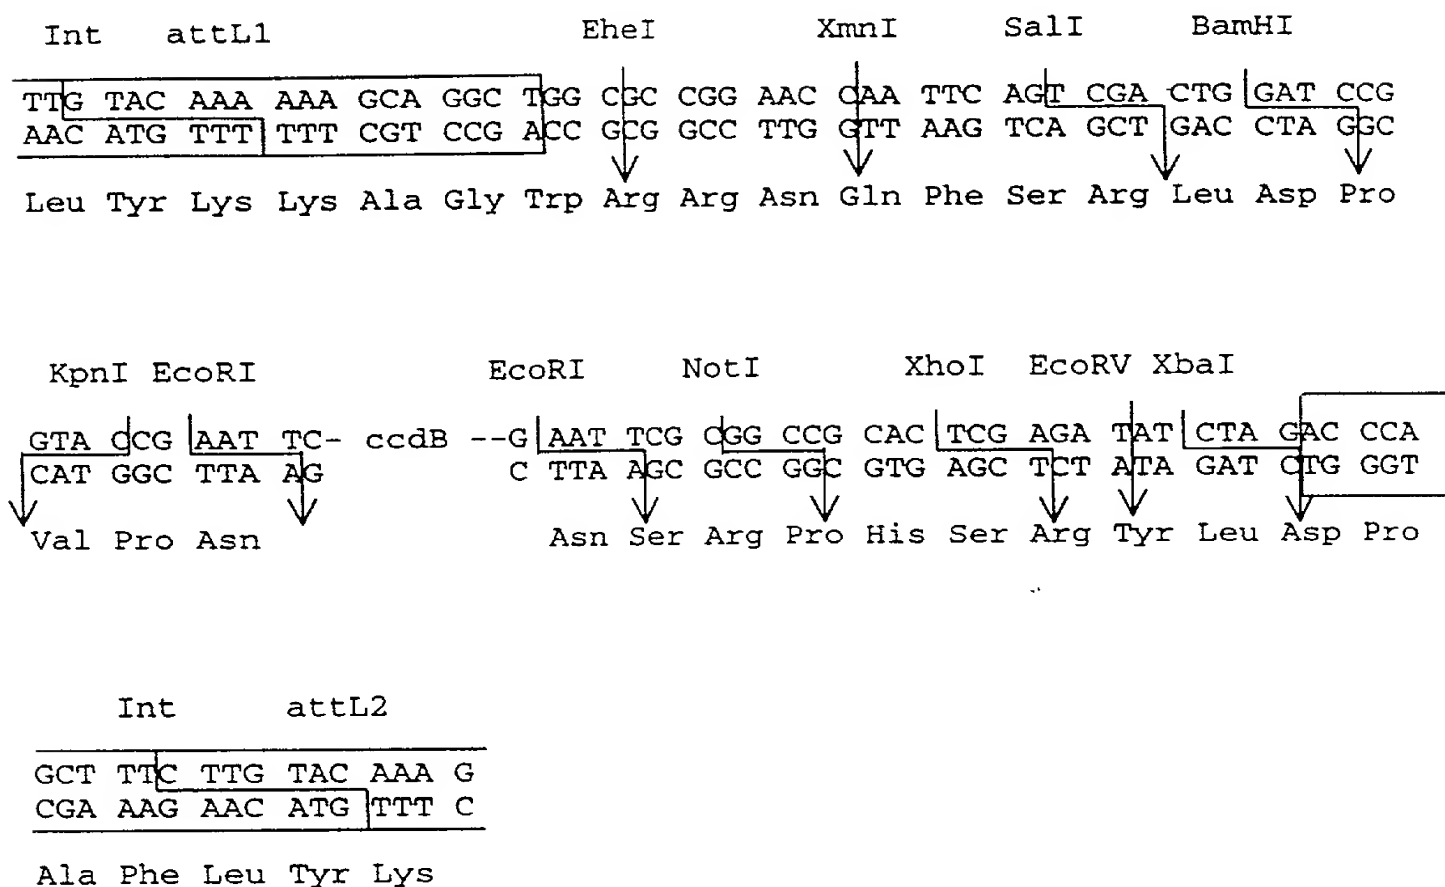 Int attL1 EheI XmnI SalI BamHI
TTG TAC AAA AAA GCA GGC TGG CGC CGG AAC CAA TTC AGT CGA CTG GAT CCG
AAC ATG TTT TTT CGT CCG ACC GCG GCC TTG GTT AAG TCA GCT GAC CTA GGC
Leu Tyr Lys Lys Ala Gly Trp Arg Arg Asn Gln Phe Ser Arg Leu Asp Pro
KpnI EcoRI EcoRI NotI XhoI EcoRV XbaI
GTA CCG AAT TC- ccdB --G AAT TCG CGG CCG CAC TCG AGA TAT CTA GAC CCA
CAT GGC TTA AG C TTA AGC GCC GGC GTG AGC TCT ATA GAT CTG GGT
Val Pro Asn Asn Ser Arg Pro His Ser Arg Tyr Leu Asp Pro
Int attL2
GCT TTC TTG TAC AAA G
CGA AAG AAC ATG TTT C
Ala Phe Leu Tyr Lys